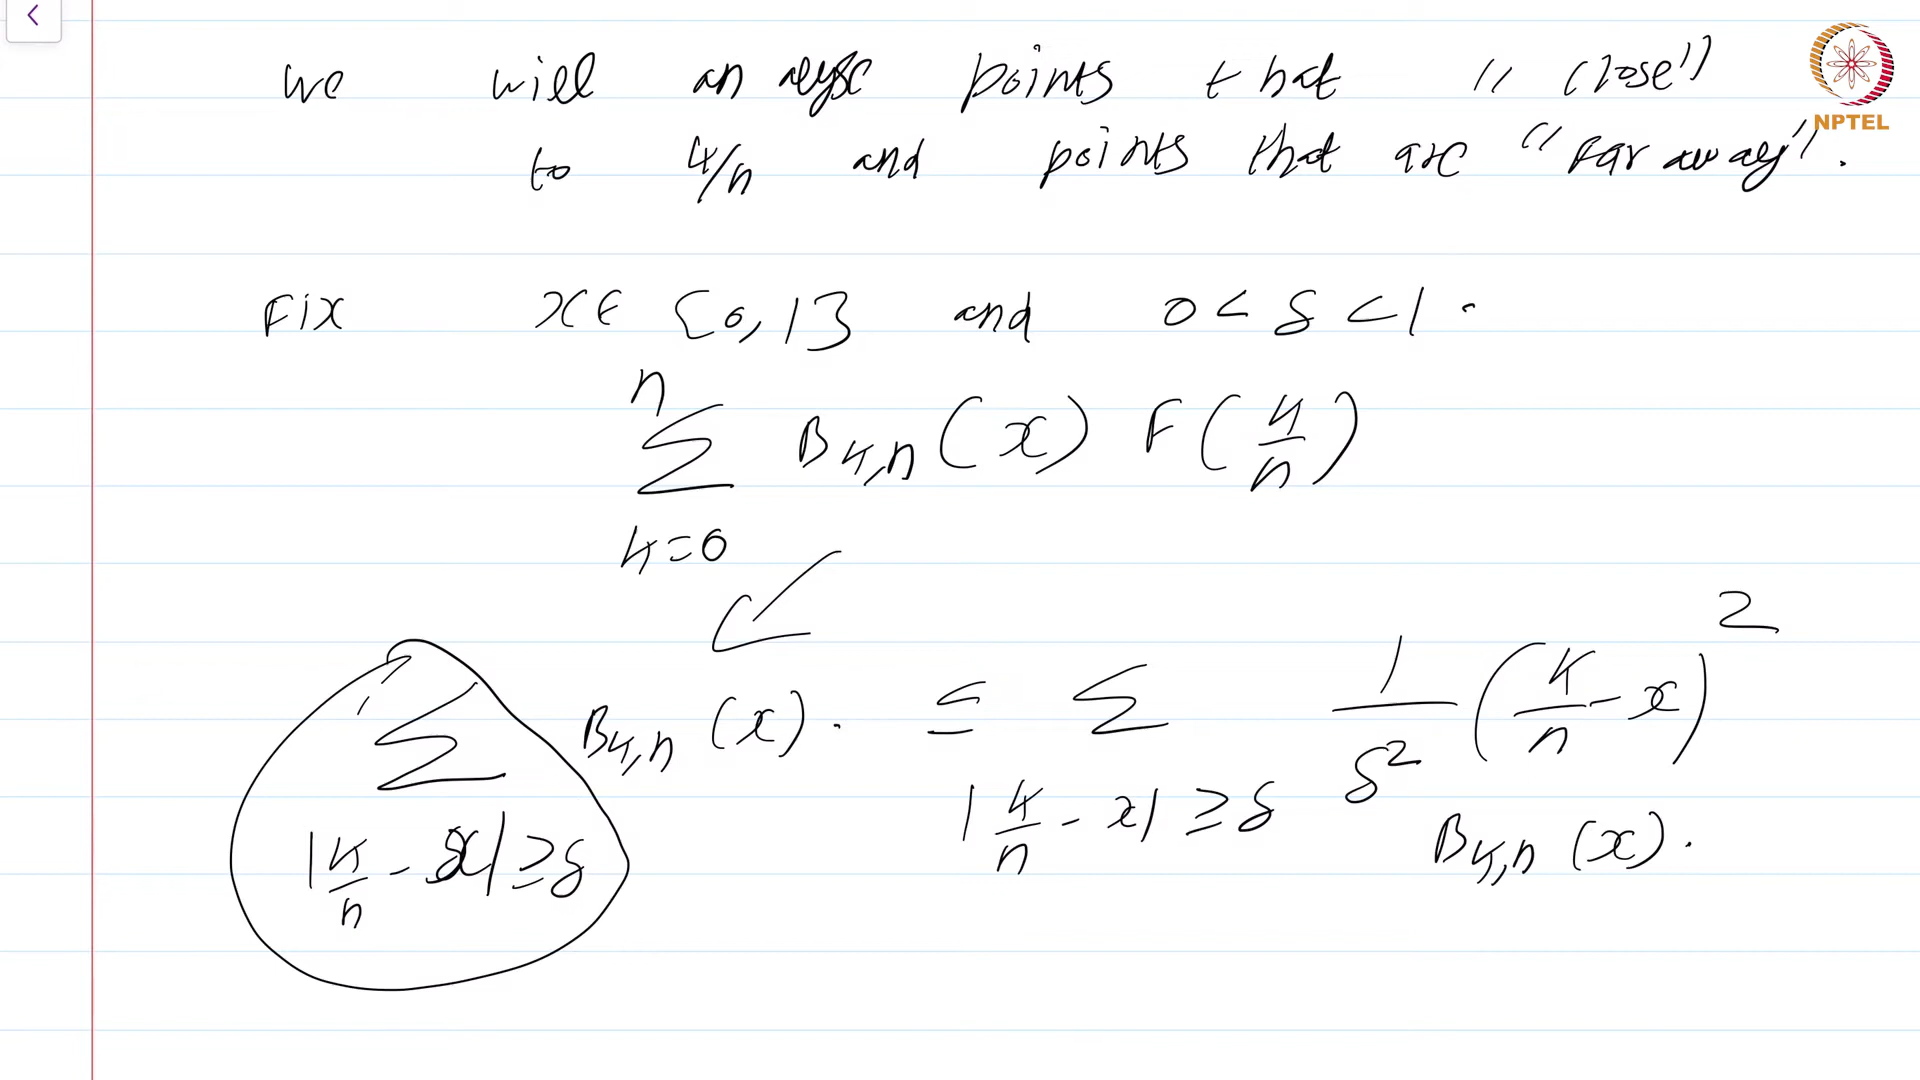 NPTEL
we will analyse points that "close"
to k/n and points that are "far away".
Fix x ∈ [0,1] and 0 < δ < 1.
n
∑ B_{k,n}(x) F(k/n)
k=0
∑ B_{k,n}(x). ≤ ∑ 1/δ² (k/n - x)²
|k/n - x| ≥ δ |k/n - x| ≥ δ B_{k,n}(x).